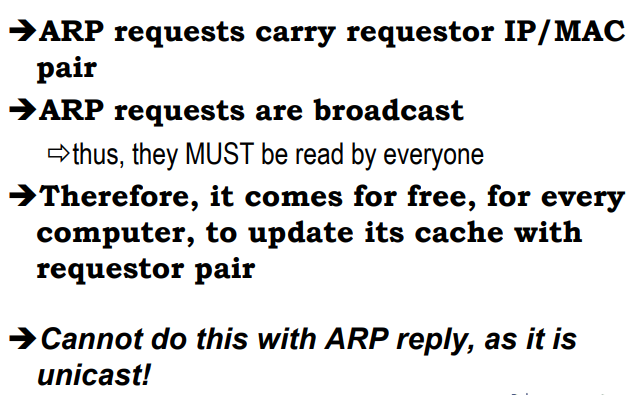 ➔ARP requests carry requestor IP/MAC
pair
➔ARP requests are broadcast
⇨thus, they MUST be read by everyone
➔Therefore, it comes for free, for every
computer, to update its cache with
requestor pair
➔Cannot do this with ARP reply, as it is
unicast!